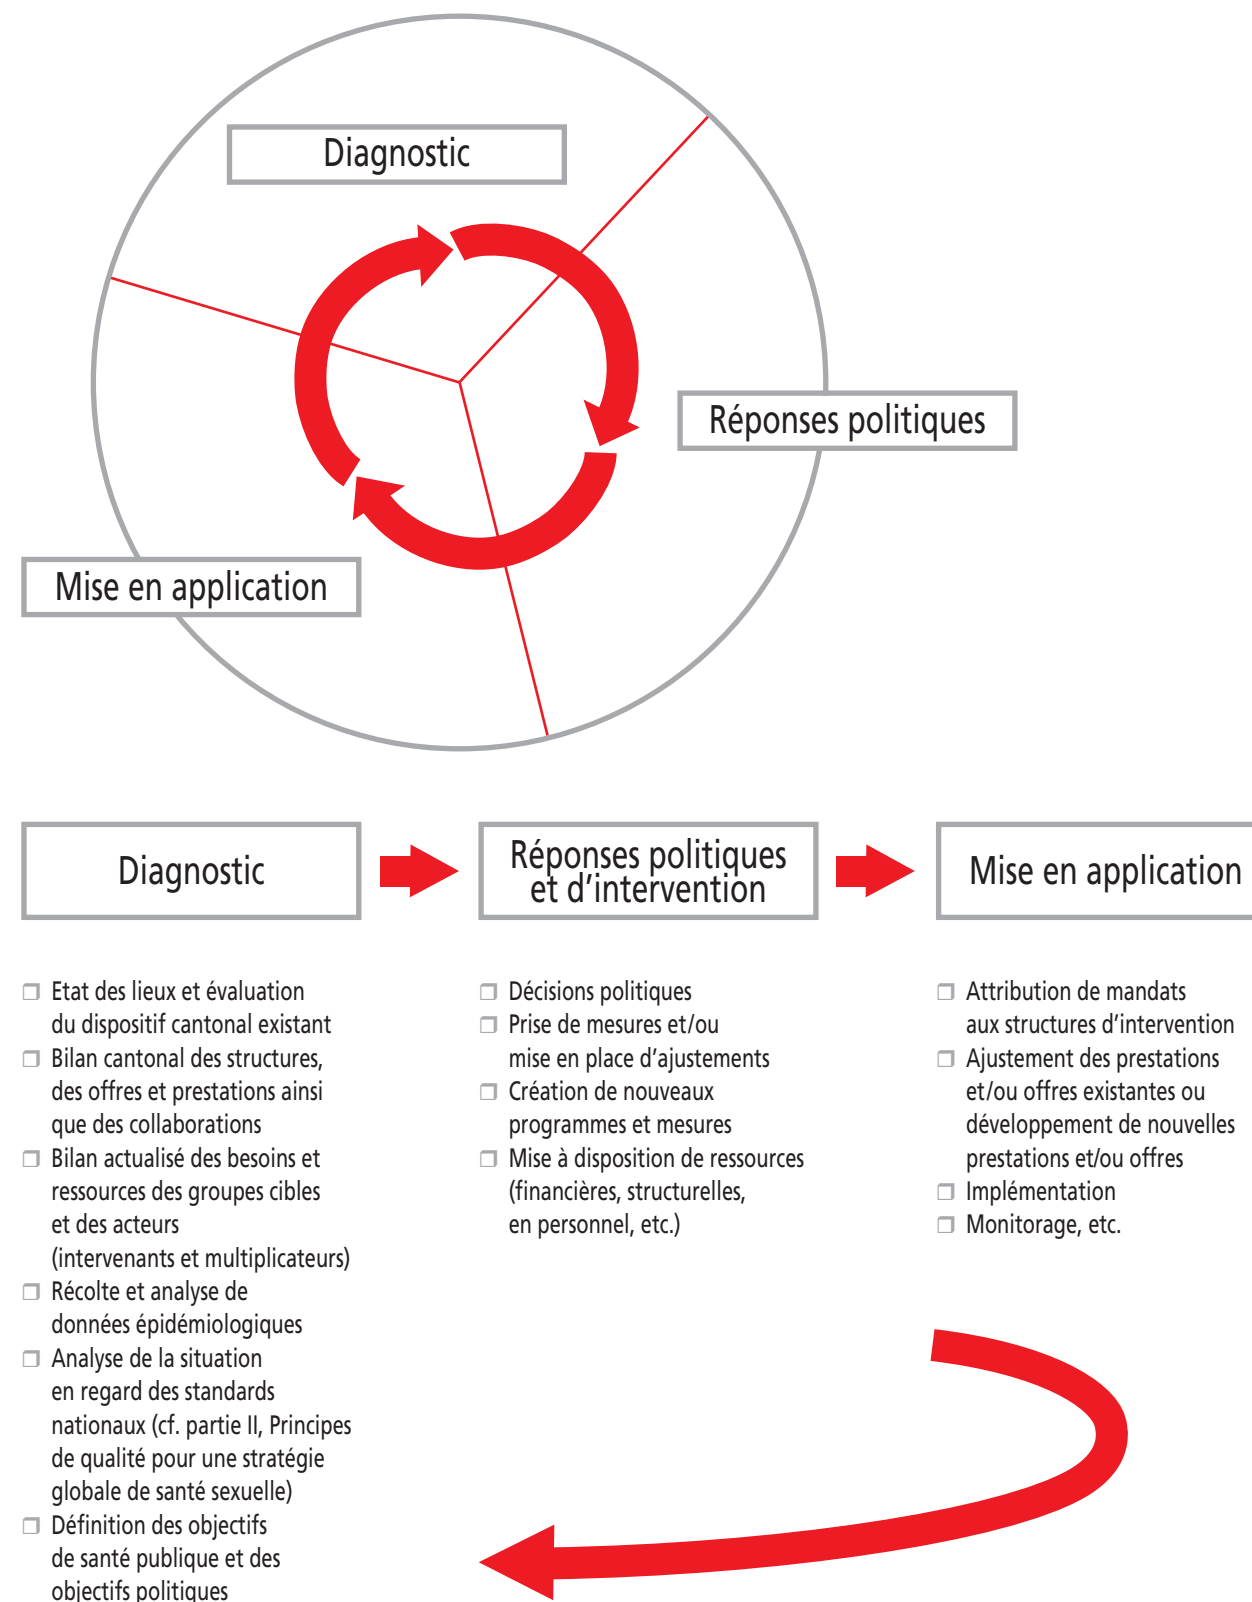 Diagnostic
Réponses politiques
Mise en application
Diagnostic
Réponses politiques
et d’intervention
Mise en application
Etat des lieux et évaluation
du dispositif cantonal existant
Bilan cantonal des structures,
des offres et prestations ainsi
que des collaborations
Bilan actualisé des besoins et
ressources des groupes cibles
et des acteurs
(intervenants et multiplicateurs)
Récolte et analyse de
données épidémiologiques
Analyse de la situation
en regard des standards
nationaux (cf. partie II, Principes
de qualité pour une stratégie
globale de santé sexuelle)
Définition des objectifs
de santé publique et des
objectifs politiques
Décisions politiques
Prise de mesures et/ou
mise en place d’ajustements
Création de nouveaux
programmes et mesures
Mise à disposition de ressources
(financières, structurelles,
en personnel, etc.)
Attribution de mandats
aux structures d’intervention
Ajustement des prestations
et/ou offres existantes ou
développement de nouvelles
prestations et/ou offres
Implémentation
Monitorage, etc.